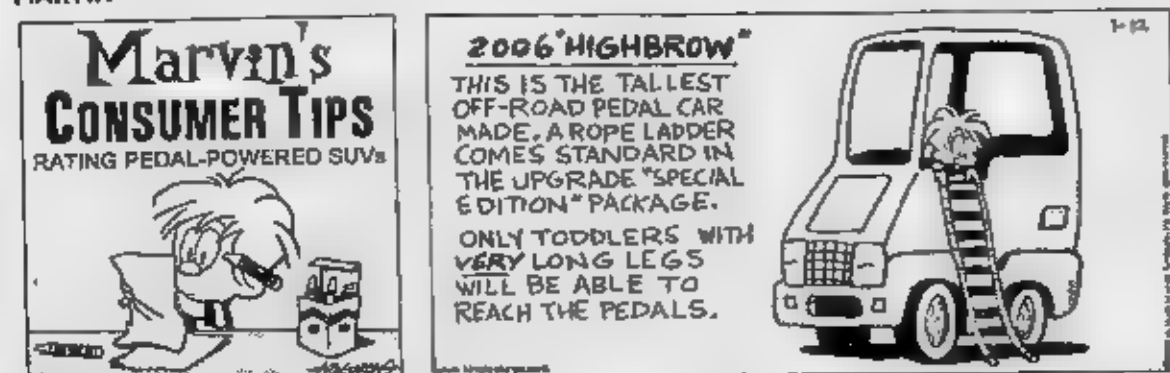 Marvin's
CONSUMER TIPS
RATING PEDAL-POWERED SUVs
2006 "HIGHBROW"
THIS IS THE TALLEST
OFF-ROAD PEDAL CAR
MADE. A ROPE LADDER
COMES STANDARD IN
THE UPGRADE "SPECIAL
EDITION" PACKAGE.
ONLY TODDLERS WITH
VERY LONG LEGS
WILL BE ABLE TO
REACH THE PEDALS.
1-12